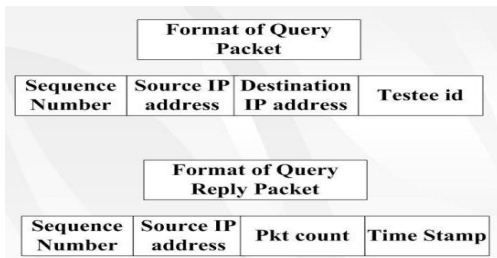 Format of Query
Packet
Sequence Number
Source IP address
Destination IP address
Testee id
Format of Query
Reply Packet
Sequence Number
Source IP address
Pkt count
Time Stamp